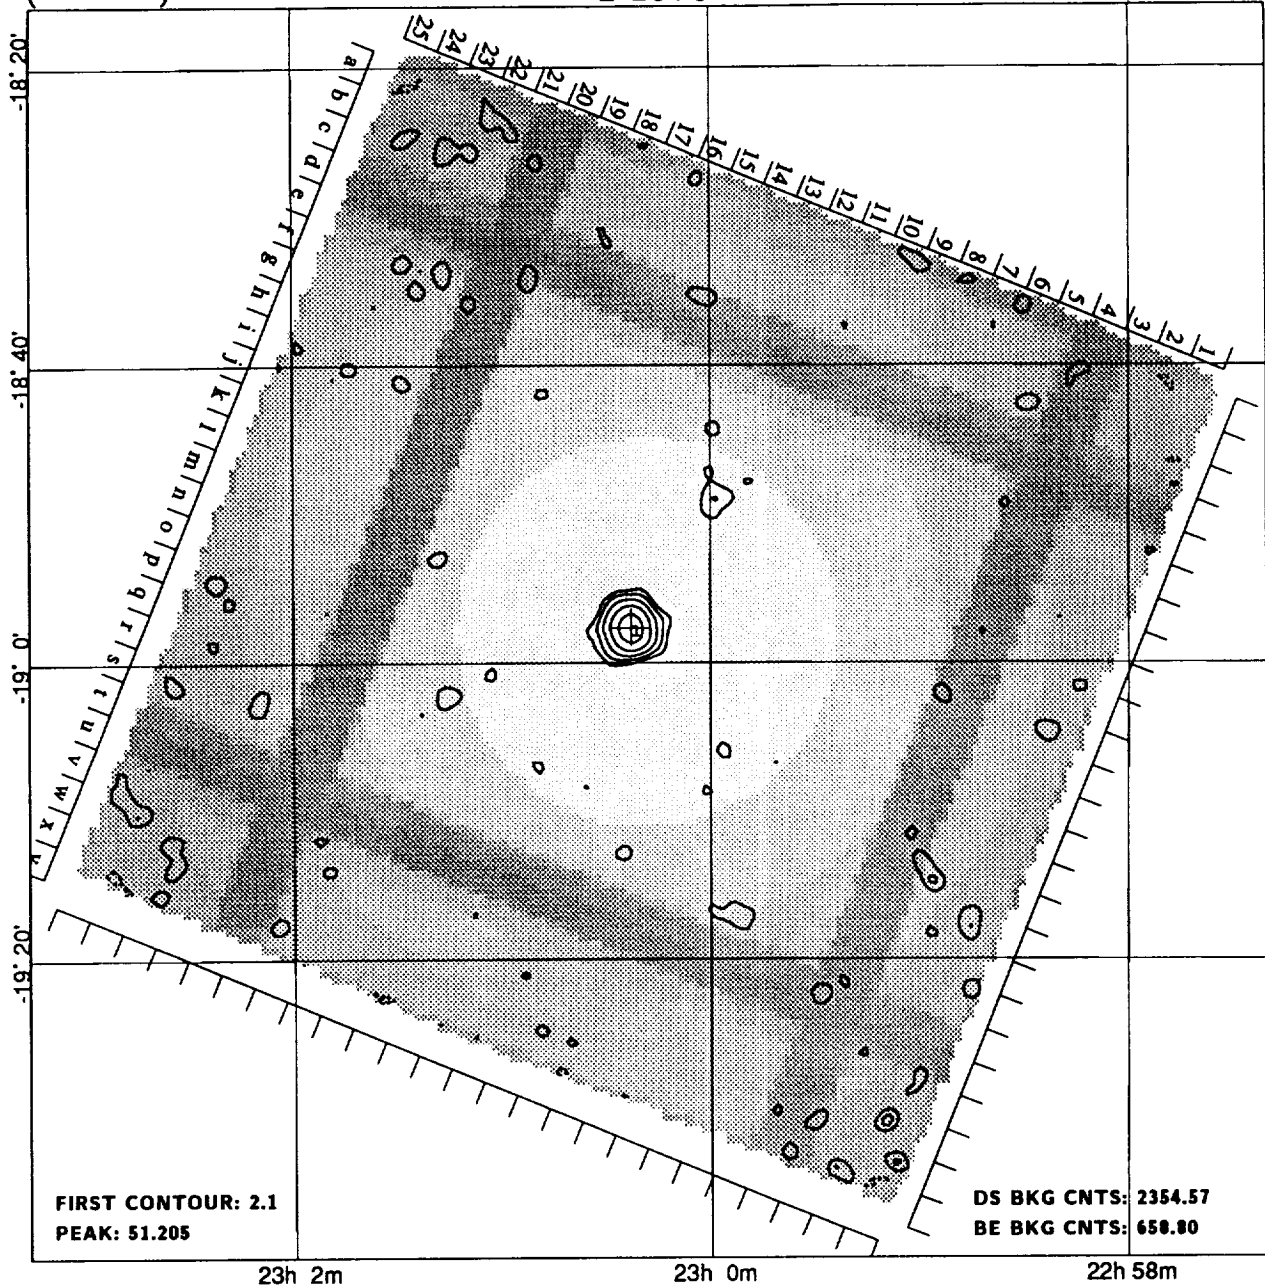 25 24 23 22 21 20 19 18 17 16 15 14 13 12 11 10 9 8 7 6 5 4 3 2 1
a b c d e f g h i j k l m n o p q r s t u v w x y
-18° 20'
-18° 40'
-19° 0'
-19° 20'
FIRST CONTOUR: 2.1
PEAK: 51.205
DS BKG CNTS: 2354.57
BE BKG CNTS: 658.80
23h 2m
23h 0m
22h 58m